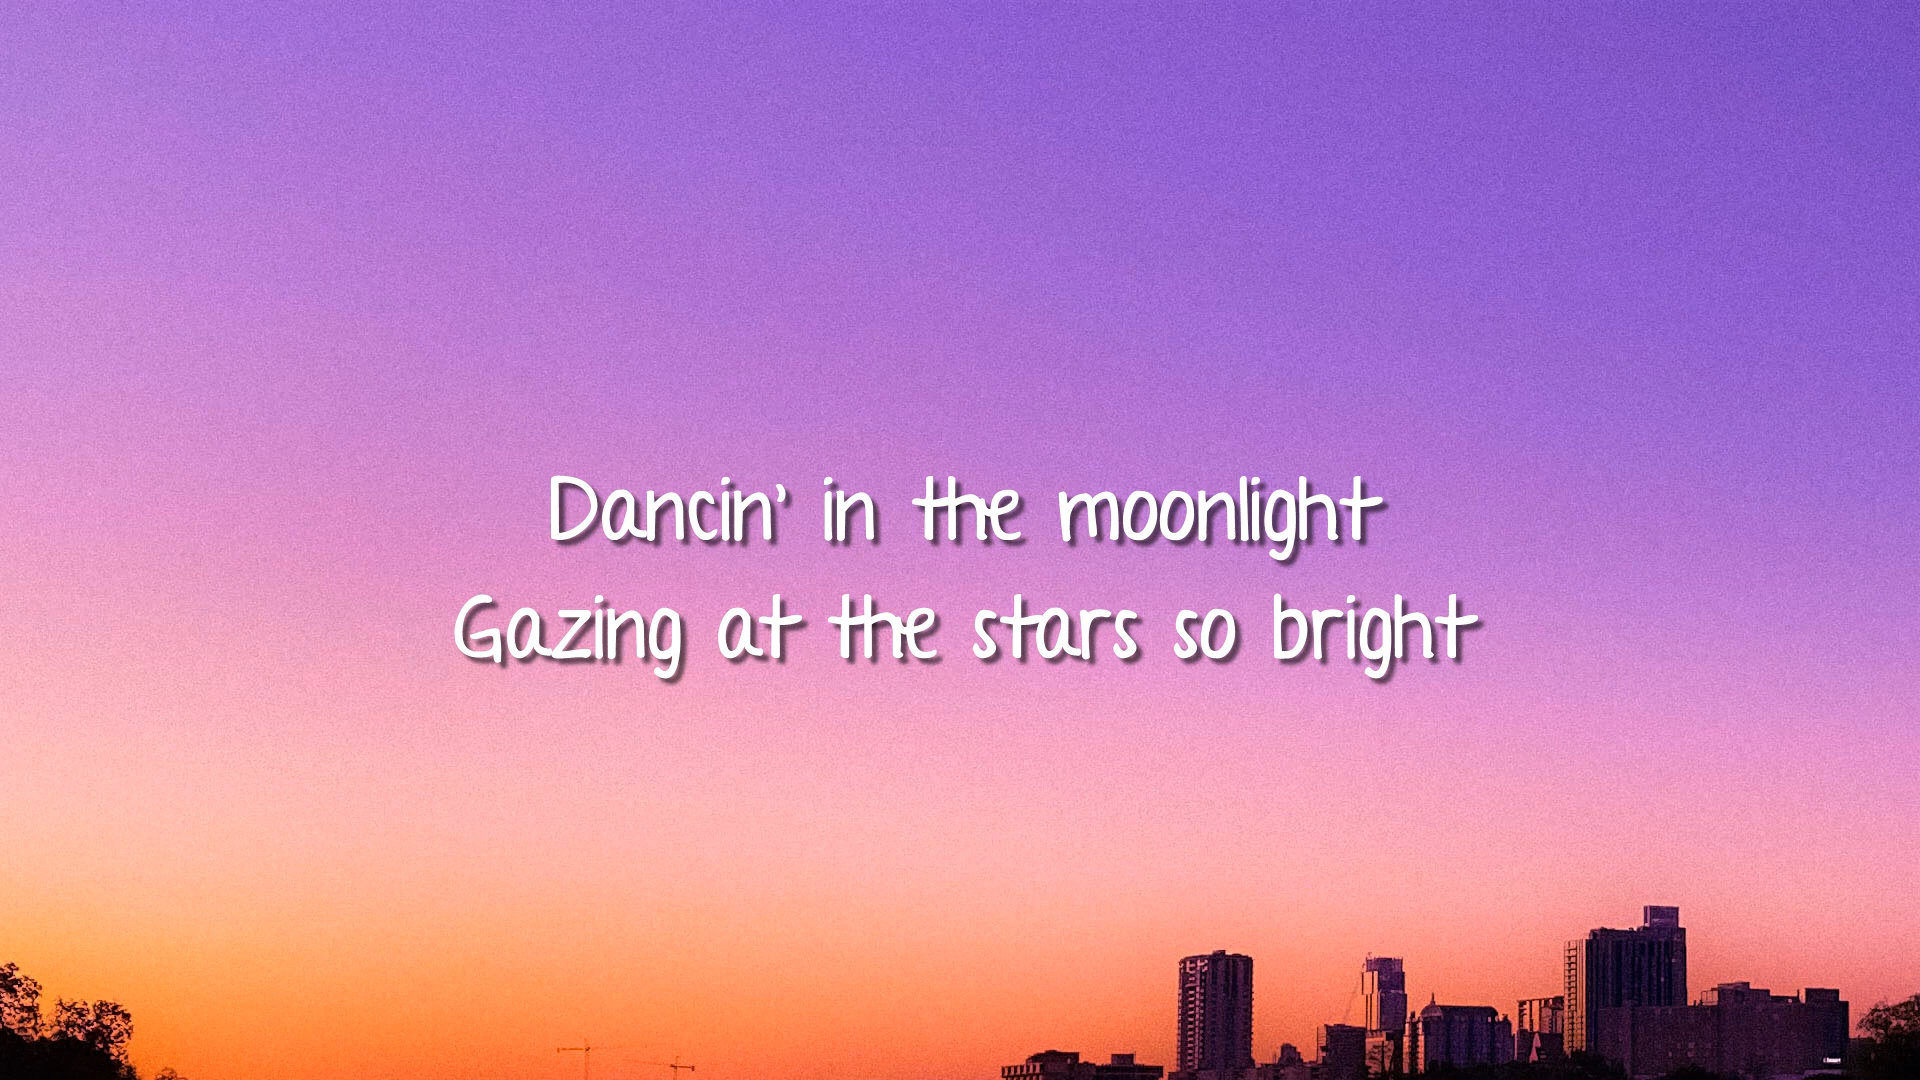 Dancin' in the moonlight
Gazing at the stars so bright